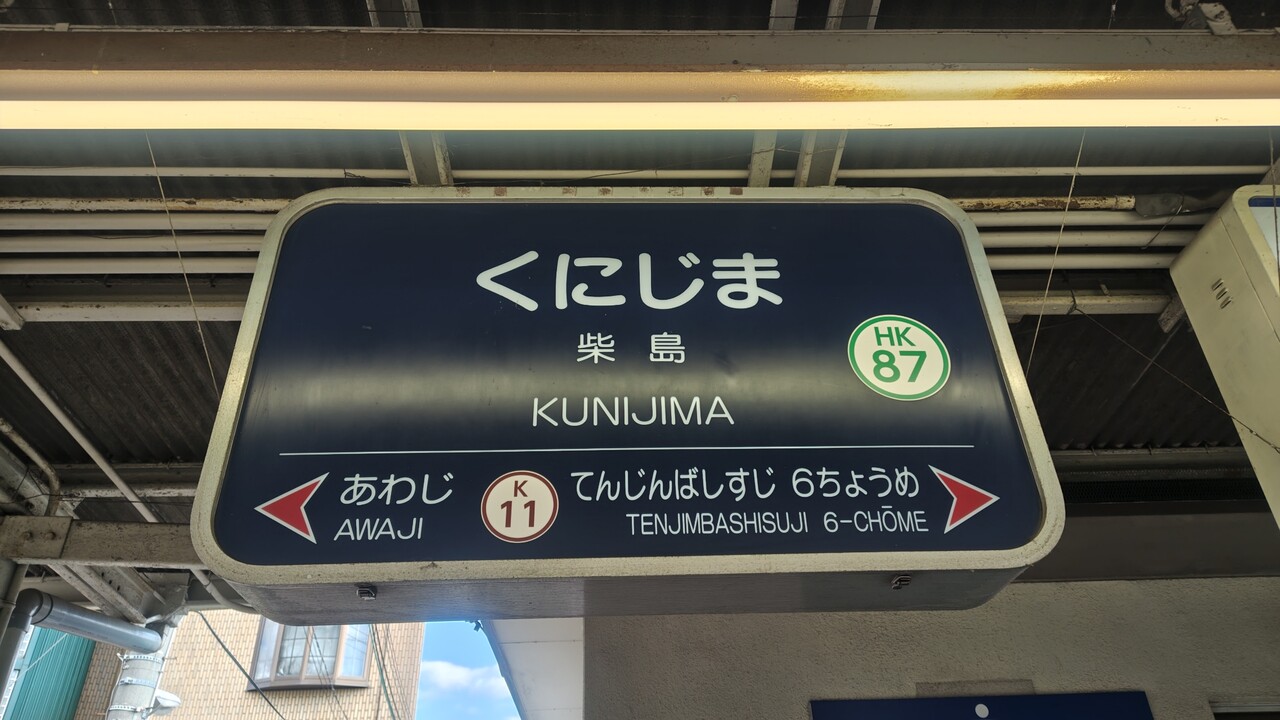 くにじま
柴島
HK
87
KUNIJIMA
あわじ
AWAJI
K
11
てんじんばしすじ 6ちょうめ
TENJIMBASHISUJI 6-CHŌME